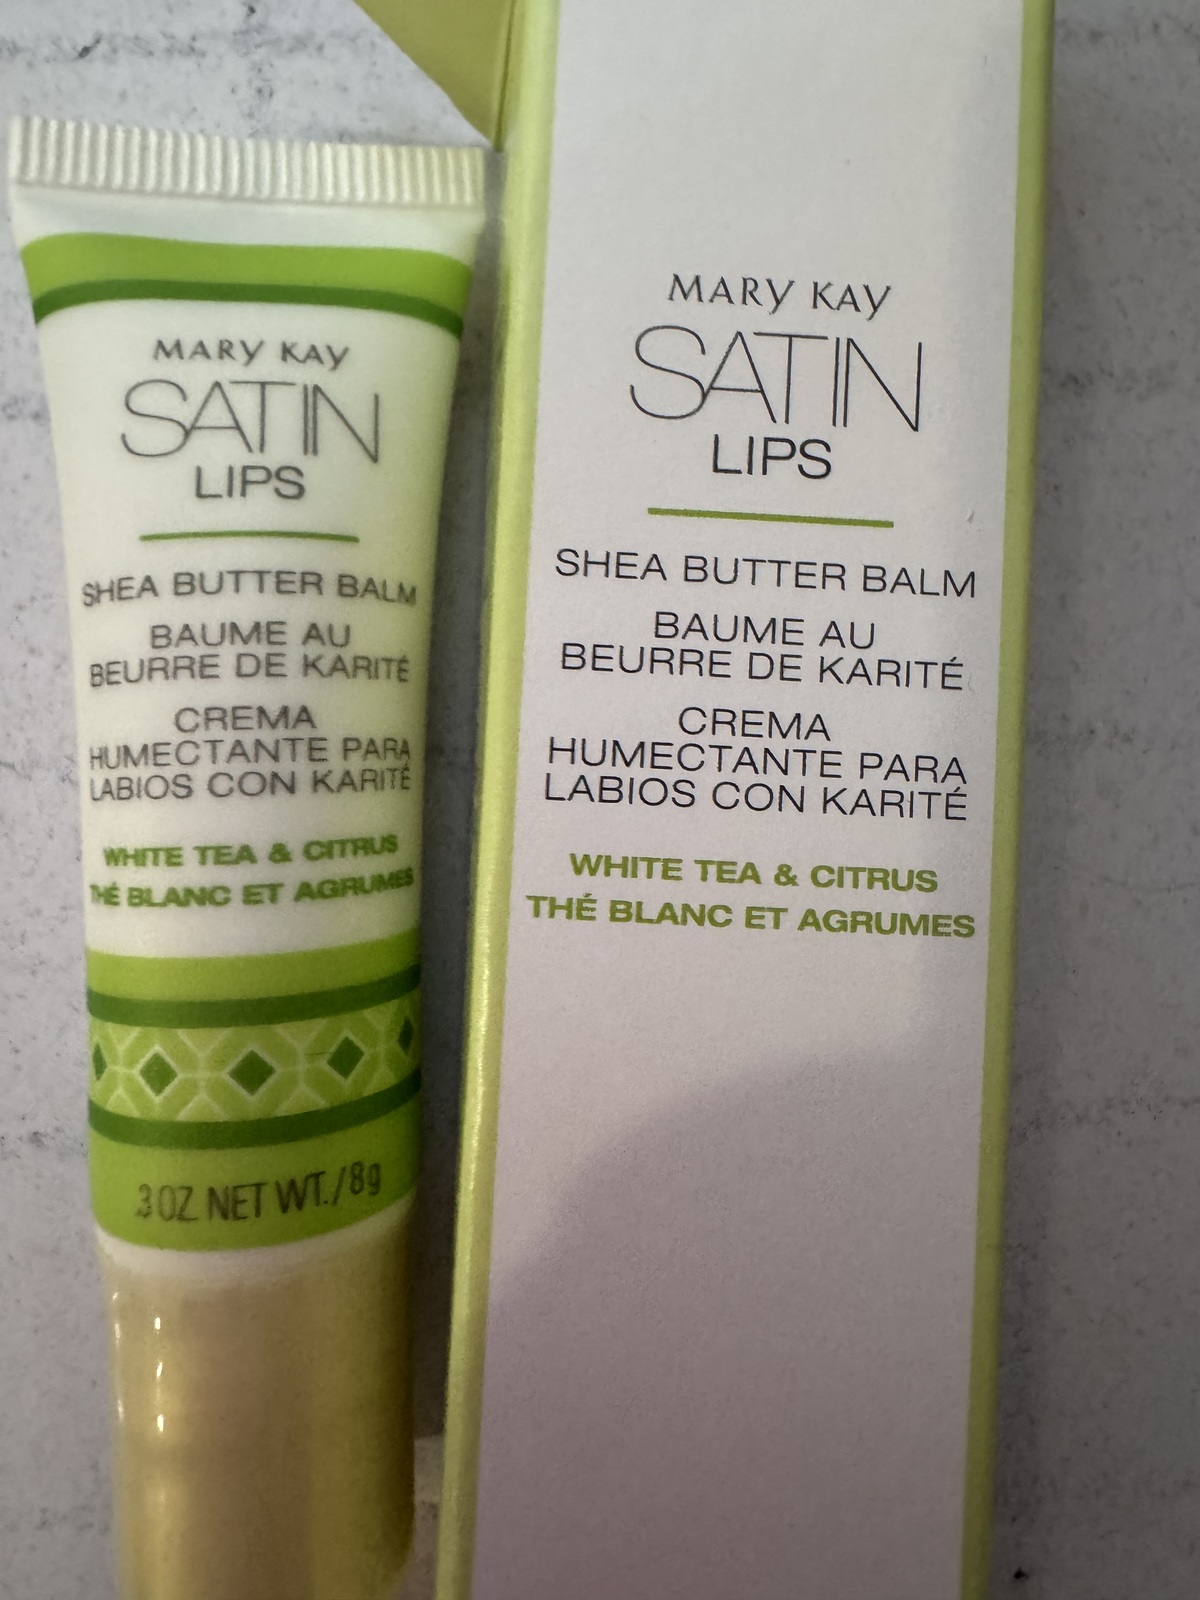 MARY KAY
SATIN
LIPS
SHEA BUTTER BALM
BAUME AU
BEURRE DE KARITÉ
CREMA
HUMECTANTE PARA
LABIOS CON KARITÉ
WHITE TEA & CITRUS
THÉ BLANC ET AGRUMES
.3 OZ NET WT./8g
MARY KAY
SATIN
LIPS
SHEA BUTTER BALM
BAUME AU
BEURRE DE KARITÉ
CREMA
HUMECTANTE PARA
LABIOS CON KARITÉ
WHITE TEA & CITRUS
THÉ BLANC ET AGRUMES